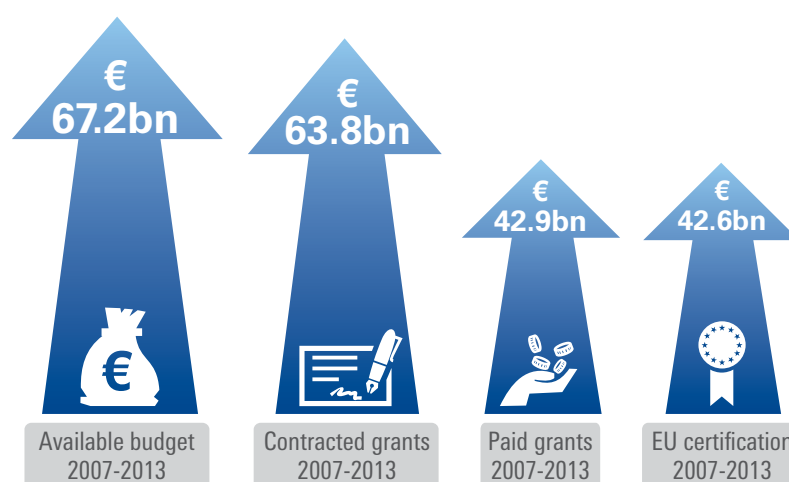 €
67.2bn
€
63.8bn
€
42.9bn
€
42.6bn
€
Available budget
2007-2013
Contracted grants
2007-2013
Paid grants
2007-2013
EU certification
2007-2013